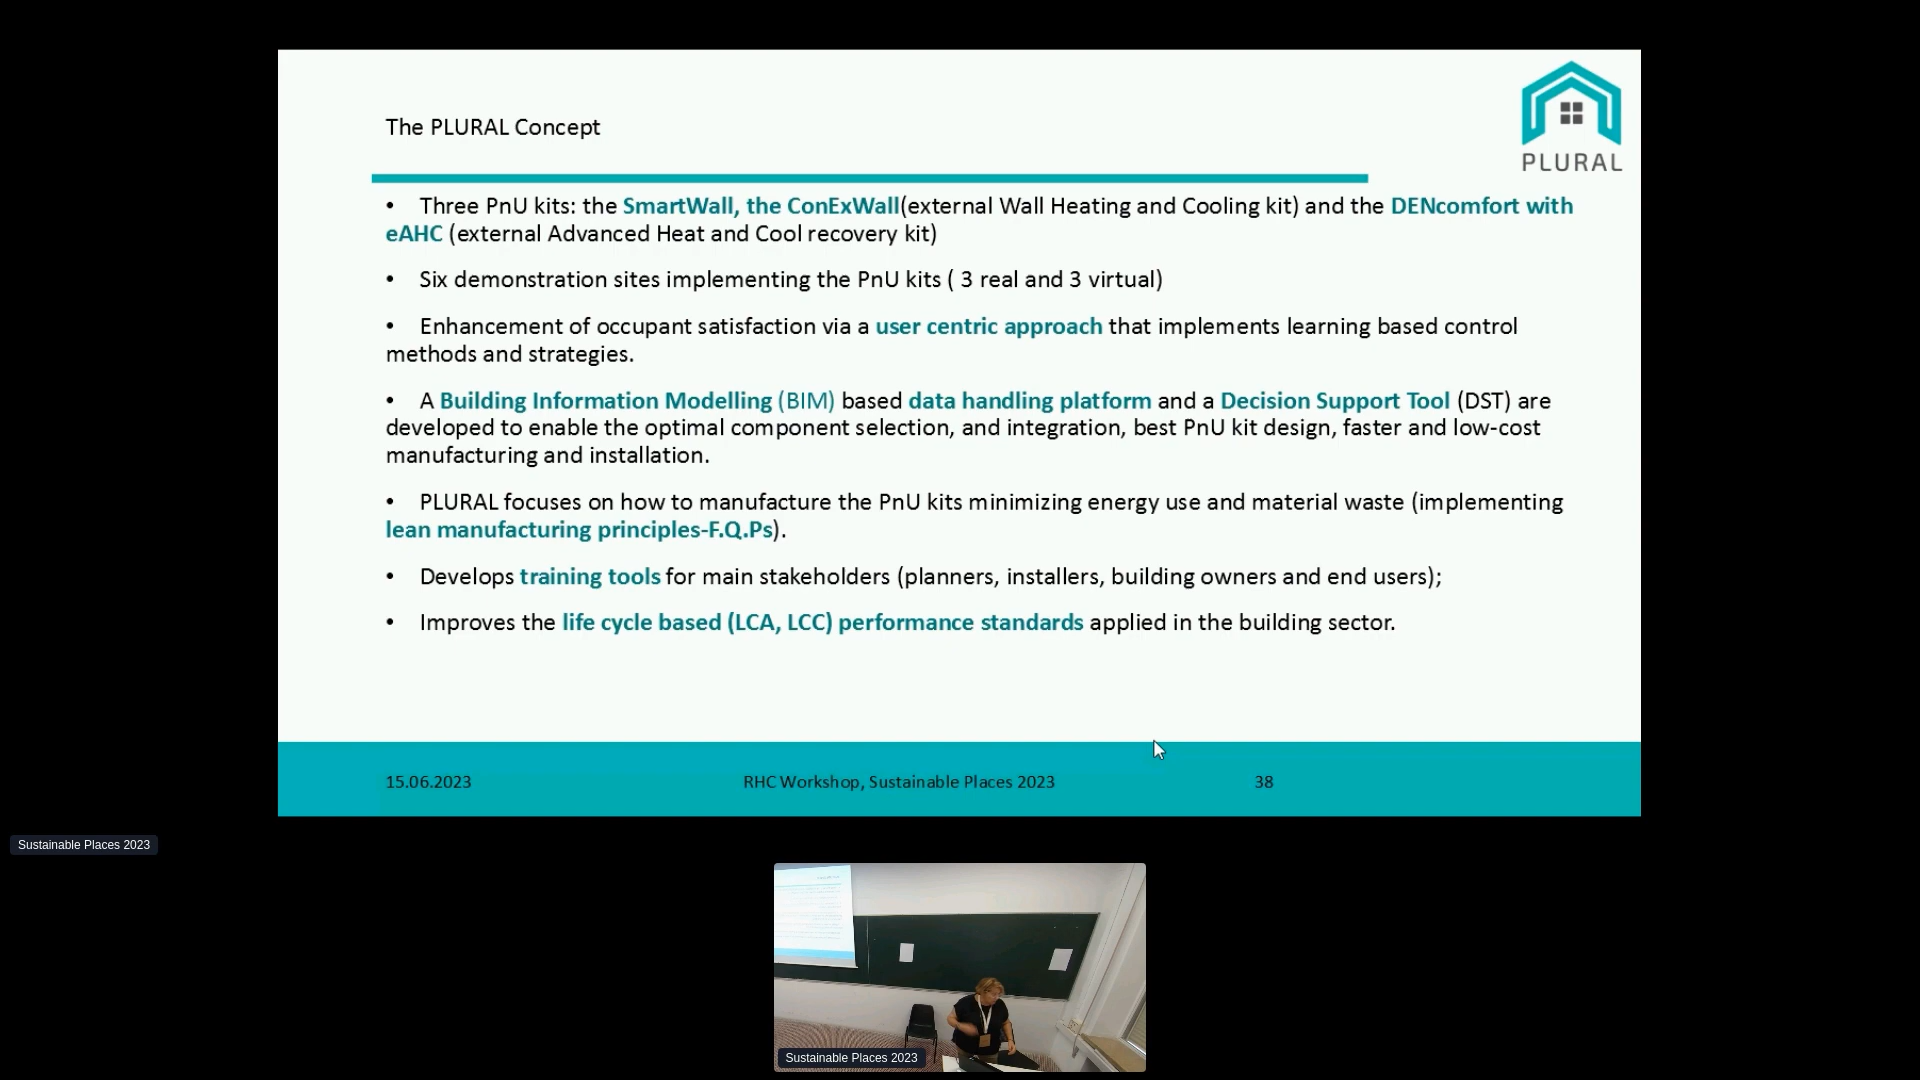 The PLURAL Concept
PLURAL
• Three PnU kits: the SmartWall, the ConExWall(external Wall Heating and Cooling kit) and the DENcomfort with
eAHC (external Advanced Heat and Cool recovery kit)
• Six demonstration sites implementing the PnU kits ( 3 real and 3 virtual)
• Enhancement of occupant satisfaction via a user centric approach that implements learning based control
methods and strategies.
• A Building Information Modelling (BIM) based data handling platform and a Decision Support Tool (DST) are
developed to enable the optimal component selection, and integration, best PnU kit design, faster and low-cost
manufacturing and installation.
• PLURAL focuses on how to manufacture the PnU kits minimizing energy use and material waste (implementing
lean manufacturing principles-F.Q.Ps).
• Develops training tools for main stakeholders (planners, installers, building owners and end users);
• Improves the life cycle based (LCA, LCC) performance standards applied in the building sector.
15.06.2023 RHC Workshop, Sustainable Places 2023 38
Sustainable Places 2023
Sustainable Places 2023